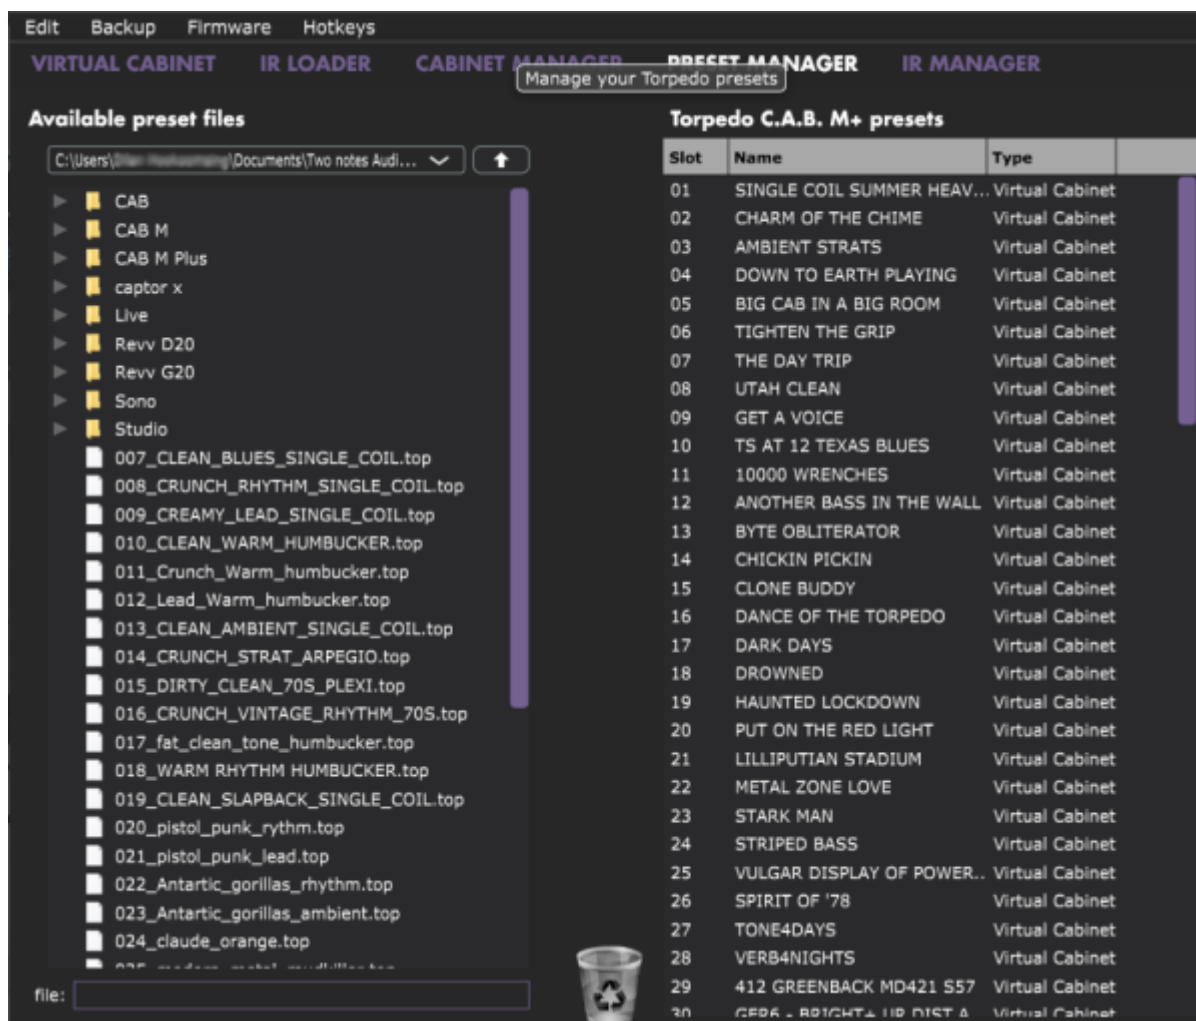 Edit Backup Firmware Hotkeys
VIRTUAL CABINET IR LOADER CABINET MANAGER PRESET MANAGER IR MANAGER
Manage your Torpedo presets
Available preset files
C:\Users\ \Documents\Two notes Audi...
CAB
CAB M
CAB M Plus
captor x
Live
Revv D20
Revv G20
Sono
Studio
007_CLEAN_BLUES_SINGLE_COIL.top
008_CRUNCH_RHYTHM_SINGLE_COIL.top
009_CREAMY_LEAD_SINGLE_COIL.top
010_CLEAN_WARM_HUMBUCKER.top
011_Crunch_Warm_humbucker.top
012_Lead_Warm_humbucker.top
013_CLEAN_AMBIENT_SINGLE_COIL.top
014_CRUNCH_STRAT_ARPEGIO.top
015_DIRTY_CLEAN_70S_PLEXI.top
016_CRUNCH_VINTAGE_RHYTHM_70S.top
017_fat_clean_tone_humbucker.top
018_WARM RHYTHM HUMBUCKER.top
019_CLEAN_SLAPBACK_SINGLE_COIL.top
020_pistol_punk_rythm.top
021_pistol_punk_lead.top
022_Antartic_gorillas_rhythm.top
023_Antartic_gorillas_ambient.top
024_claude_orange.top
file:
Torpedo C.A.B. M+ presets
Slot Name Type
01 SINGLE COIL SUMMER HEAV... Virtual Cabinet
02 CHARM OF THE CHIME Virtual Cabinet
03 AMBIENT STRATS Virtual Cabinet
04 DOWN TO EARTH PLAYING Virtual Cabinet
05 BIG CAB IN A BIG ROOM Virtual Cabinet
06 TIGHTEN THE GRIP Virtual Cabinet
07 THE DAY TRIP Virtual Cabinet
08 UTAH CLEAN Virtual Cabinet
09 GET A VOICE Virtual Cabinet
10 TS AT 12 TEXAS BLUES Virtual Cabinet
11 10000 WRENCHES Virtual Cabinet
12 ANOTHER BASS IN THE WALL Virtual Cabinet
13 BYTE OBLITERATOR Virtual Cabinet
14 CHICKIN PICKIN Virtual Cabinet
15 CLONE BUDDY Virtual Cabinet
16 DANCE OF THE TORPEDO Virtual Cabinet
17 DARK DAYS Virtual Cabinet
18 DROWNED Virtual Cabinet
19 HAUNTED LOCKDOWN Virtual Cabinet
20 PUT ON THE RED LIGHT Virtual Cabinet
21 LILLIPUTIAN STADIUM Virtual Cabinet
22 METAL ZONE LOVE Virtual Cabinet
23 STARK MAN Virtual Cabinet
24 STRIPED BASS Virtual Cabinet
25 VULGAR DISPLAY OF POWER.. Virtual Cabinet
26 SPIRIT OF '78 Virtual Cabinet
27 TONE4DAYS Virtual Cabinet
28 VERB4NIGHTS Virtual Cabinet
29 412 GREENBACK MD421 S57 Virtual Cabinet
30 GER6 - BRIGHT+ UP DIST A Virtual Cabinet